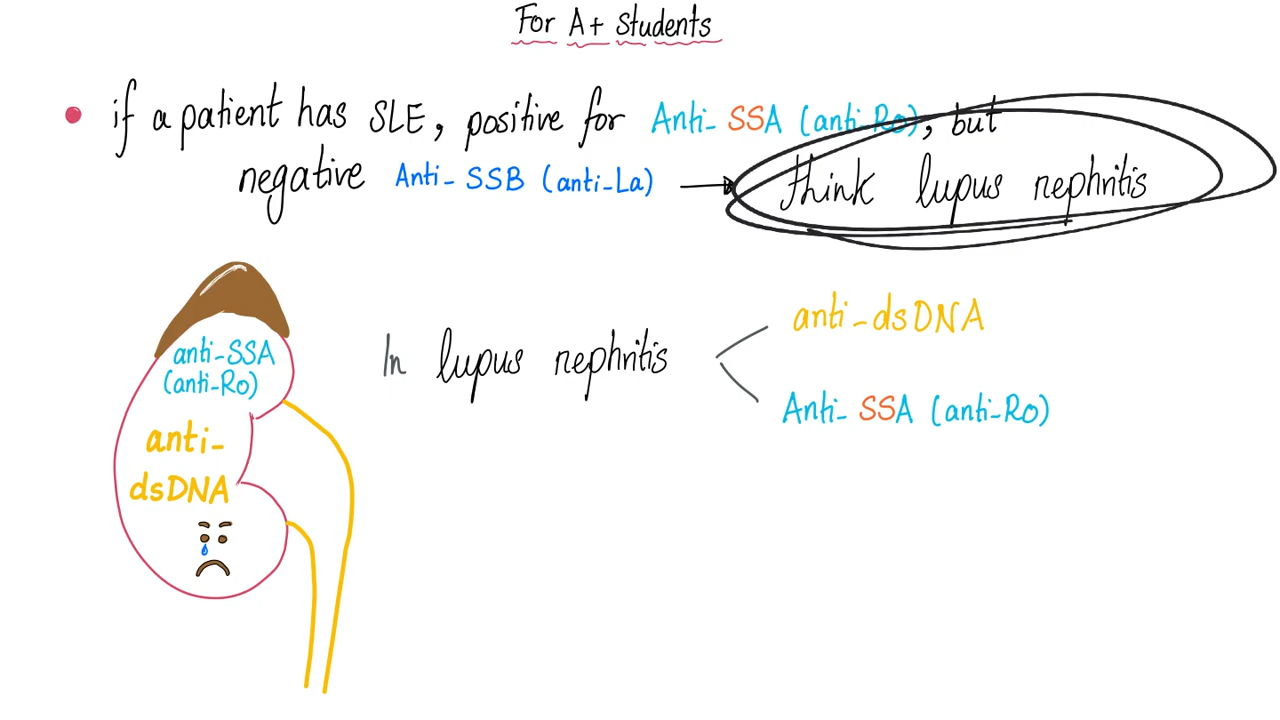 For A+ Students
• if a patient has SLE, positive for Anti-SSA (anti-Ro), but
negative Anti-SSB (anti-La) → think lupus nephritis
anti-SSA
(anti-Ro)
anti-
dsDNA
In lupus nephritis
anti-dsDNA
Anti-SSA (anti-Ro)